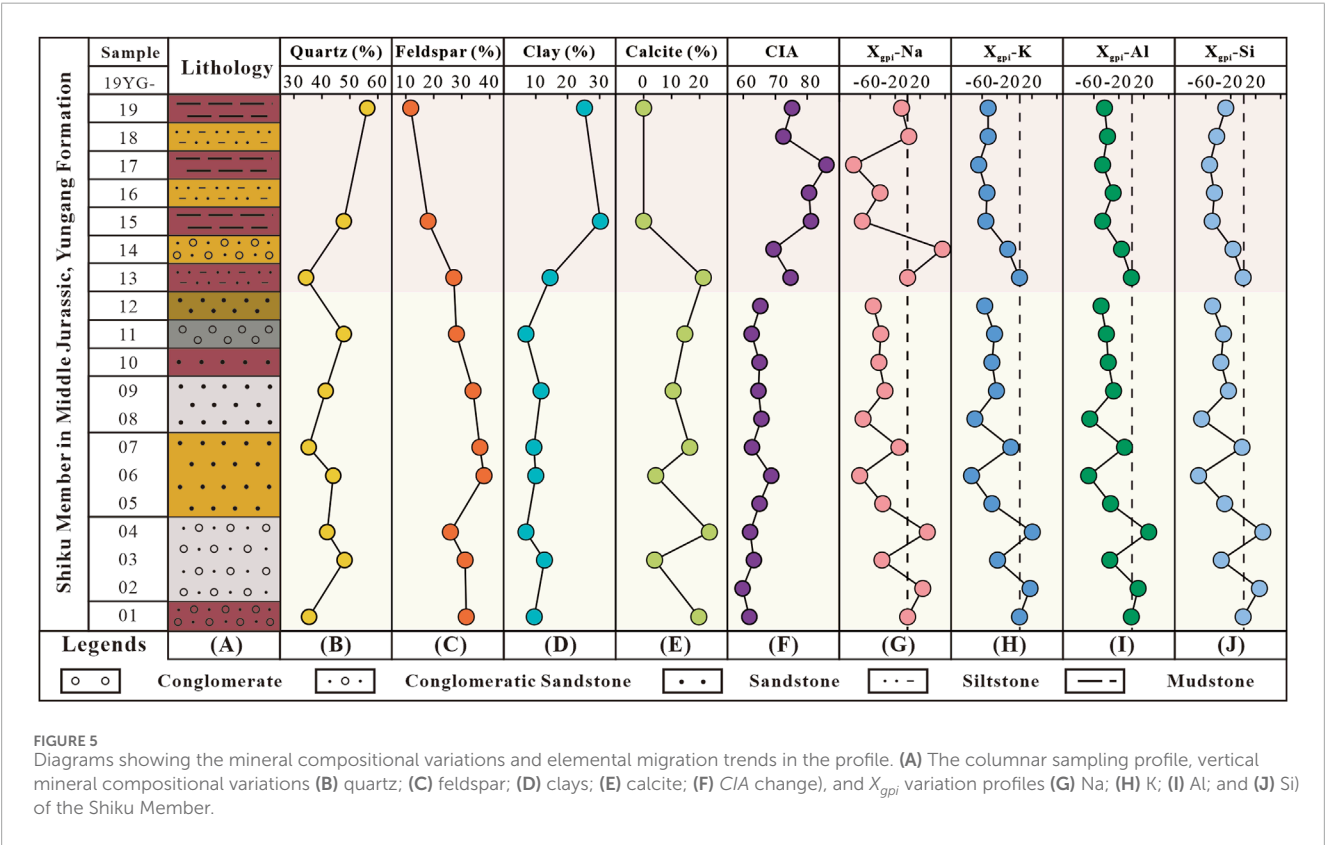 Shiku Member in Middle Jurassic, Yungang Formation
Sample Lithology Quartz (%) Feldspar (%) Clay (%) Calcite (%) CIA Xgpi-Na Xgpi-K Xgpi-Al Xgpi-Si
19YG- 30 40 50 60 10 20 30 40 10 20 30 0 20 60 70 80 -60-2020 -60-2020 -60-2020 -60-2020
19
18
17
16
15
14
13
12
11
10
09
08
07
06
05
04
03
02
01
Legends (A) (B) (C) (D) (E) (F) (G) (H) (I) (J)
Conglomerate Conglomeratic Sandstone Sandstone Siltstone Mudstone
FIGURE 5
Diagrams showing the mineral compositional variations and elemental migration trends in the profile. (A) The columnar sampling profile, vertical
mineral compositional variations (B) quartz; (C) feldspar; (D) clays; (E) calcite; (F) CIA change), and Xgpi variation profiles (G) Na; (H) K; (I) Al; and (J) Si)
of the Shiku Member.